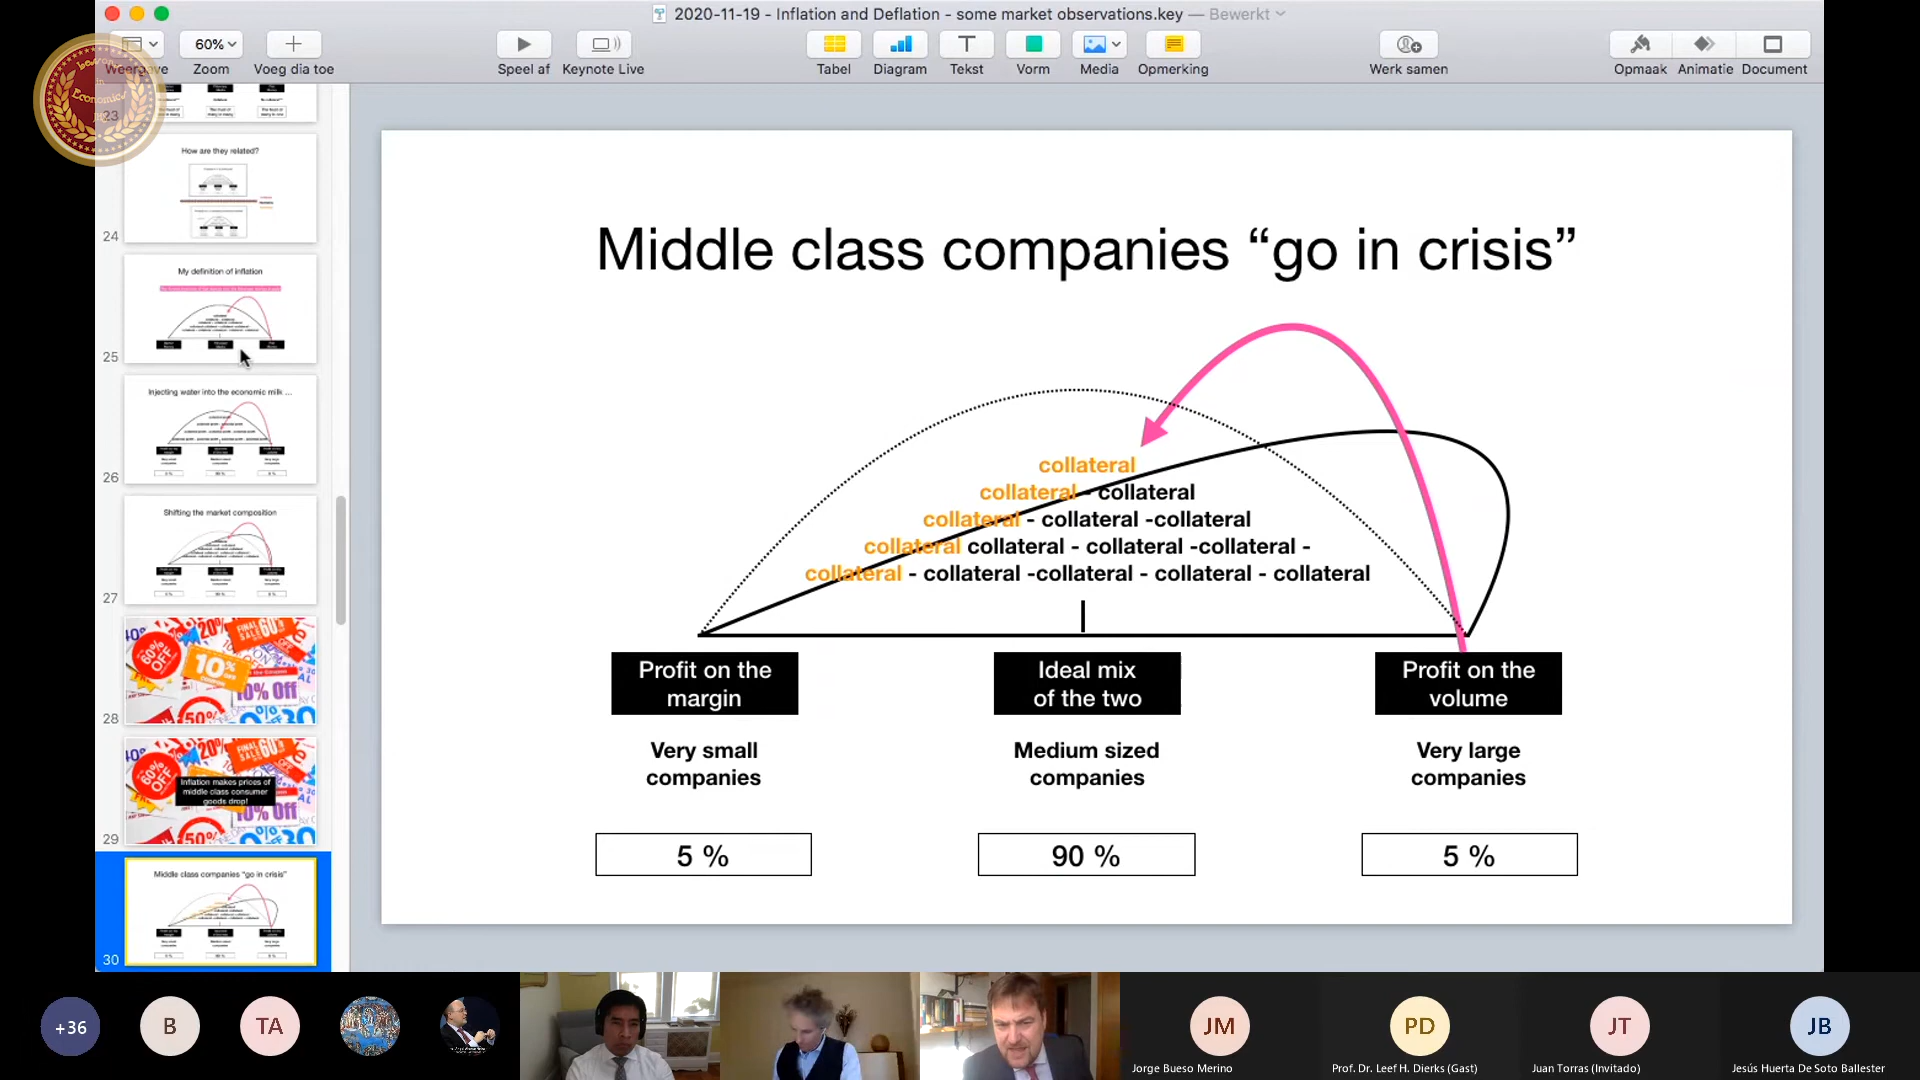 2020-11-19 - Inflation and Deflation - some market observations.key — Bewerkt
60%
Weergave
Zoom
Voeg dia toe
Speel af
Keynote Live
Tabel
Diagram
Tekst
Vorm
Media
Opmerking
Werk samen
Opmaak
Animatie
Document
23
How are they related?
24
My definition of inflation
25
Injecting water into the economic milk ...
26
Shifting the market composition
27
28
Inflation makes prices of
middle class consumer
goods drop!
29
Middle class companies “go in crisis”
30
Middle class companies “go in crisis”
collateral
collateral - collateral
collateral - collateral -collateral
collateral collateral - collateral -collateral -
collateral - collateral -collateral - collateral - collateral
Profit on the
margin
Ideal mix
of the two
Profit on the
volume
Very small
companies
Medium sized
companies
Very large
companies
5 %
90 %
5 %
+36
B
TA
JM
Jorge Bueso Merino
PD
Prof. Dr. Leef H. Dierks (Gast)
JT
Juan Torras (Invitado)
JB
Jesús Huerta De Soto Ballester